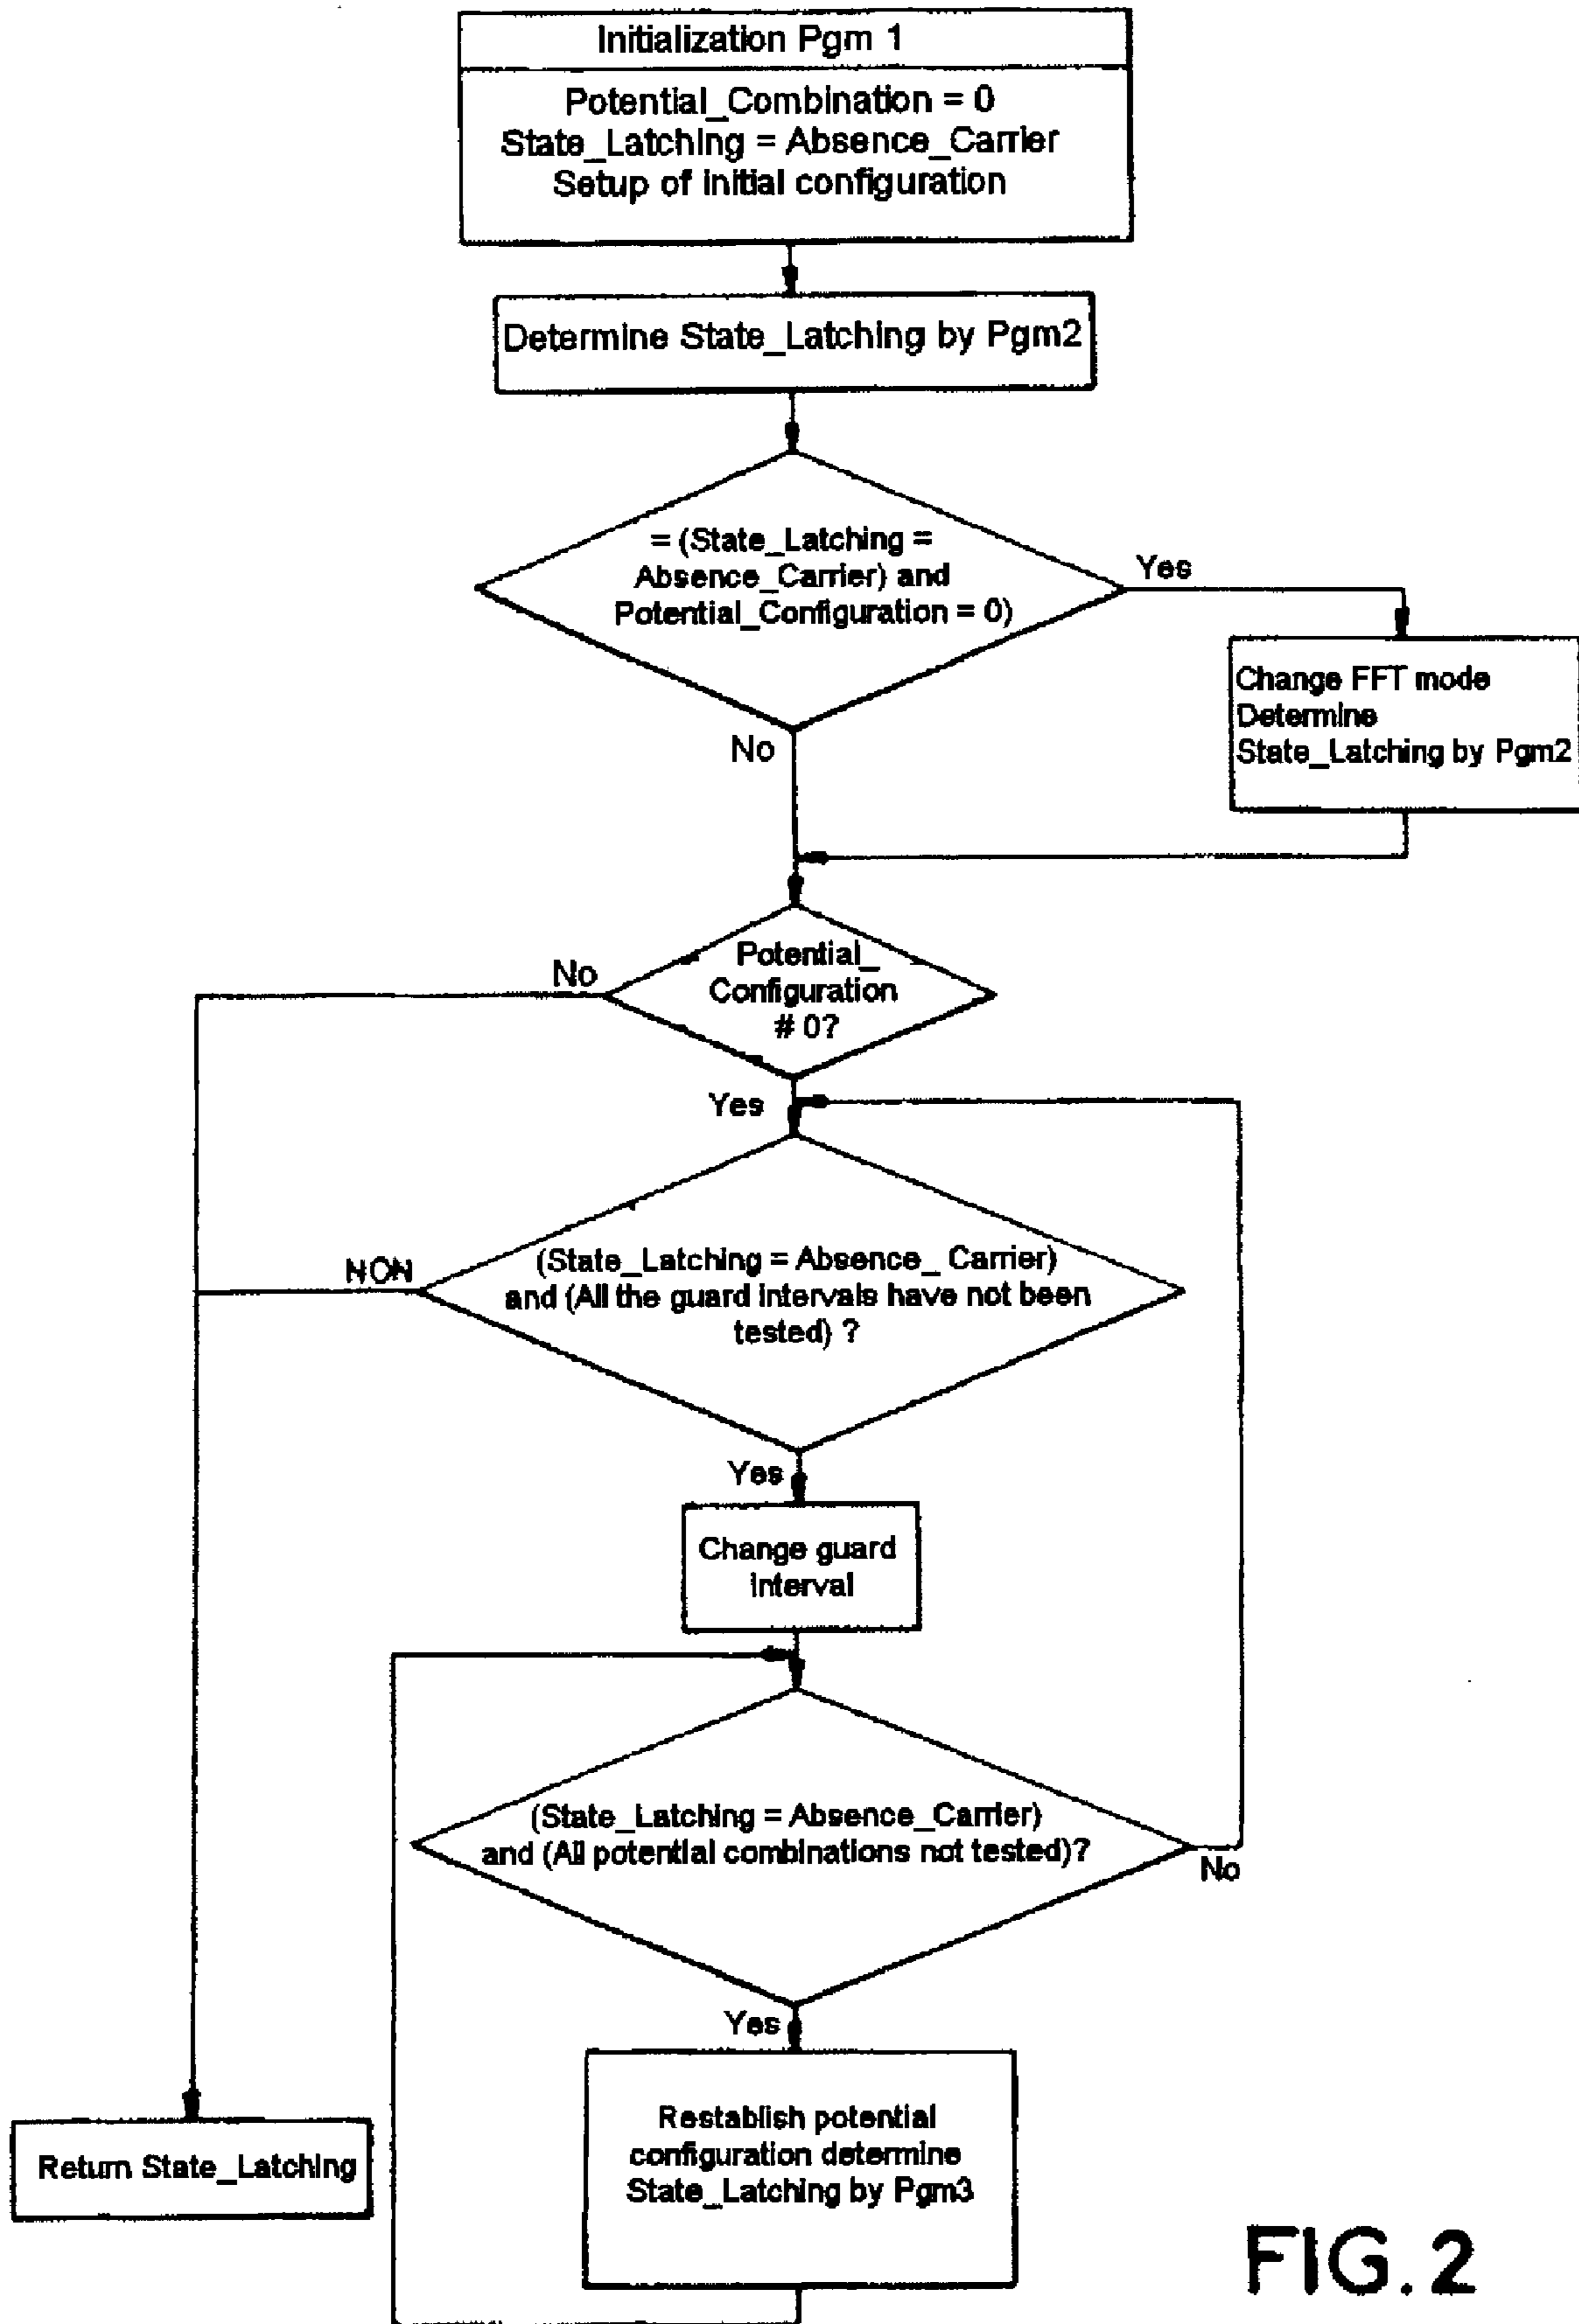 Initialization Pgm 1
Potential_Combination = 0
State_Latching = Absence_Carrier
Setup of initial configuration
Determine State_Latching by Pgm2
= (State_Latching =
Absence_Carrier) and
Potential_Configuration = 0)
Yes
Change FFT mode
Determine
State_Latching by Pgm2
No
Potential_
Configuration
# 0?
No
Yes
(State_Latching = Absence_ Carrier)
and (All the guard intervals have not been
tested) ?
NON
Yes
Change guard
interval
(State_Latching = Absence_Carrier)
and (All potential combinations not tested)?
No
Yes
Restablish potential
configuration determine
State_Latching by Pgm3
Return State_Latching
FIG. 2